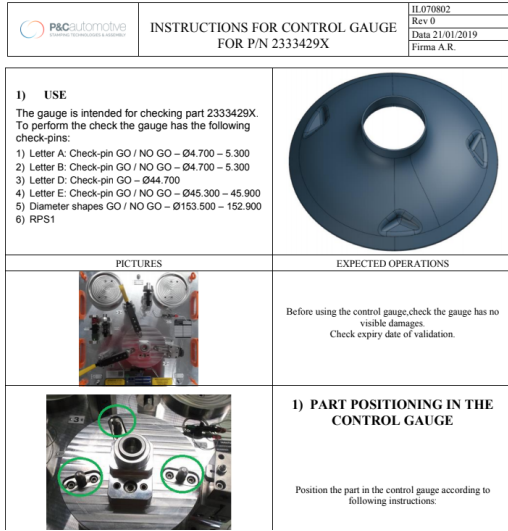 P&Cautomotive
STAMPING TECHNOLOGIES & ASSEMBLY
INSTRUCTIONS FOR CONTROL GAUGE
FOR P/N 2333429X
IL070802
Rev 0
Data 21/01/2019
Firma A.R.
1) USE
The gauge is intended for checking part 2333429X.
To perform the check the gauge has the following
check-pins:
1) Letter A: Check-pin GO / NO GO – Ø4.700 – 5.300
2) Letter B: Check-pin GO / NO GO – Ø4.700 – 5.300
3) Letter D: Check-pin GO – Ø44.700
4) Letter E: Check-pin GO / NO GO – Ø45.300 - 45.900
5) Diameter shapes GO / NO GO – Ø153.500 – 152.900
6) RPS1
PICTURES
EXPECTED OPERATIONS
Before using the control gauge,check the gauge has no
visible damages.
Check expiry date of validation.
1) PART POSITIONING IN THE
CONTROL GAUGE
Position the part in the control gauge according to
following instructions: